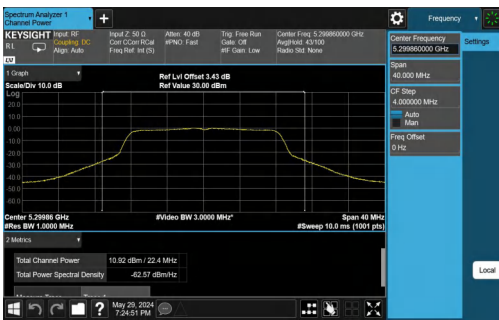 Spectrum Analyzer 1
Channel Power
+
Frequency
KEYSIGHT
RL
Input: RF
Coupling: DC
Align: Auto
Input Z: 50 Ω
Corr CCorr RCal
Freq Ref: Int (S)
Atten: 40 dB
#PNO: Fast
Trig: Free Run
Gate: Off
#IF Gain: Low
Center Freq: 5.299860000 GHz
Avg|Hold: 43/100
Radio Std: None
LW
Center Frequency
5.299860000 GHz
Settings
Span
40.000 MHz
CF Step
4.000000 MHz
Auto
Man
Freq Offset
0 Hz
Local
1 Graph
Scale/Div 10.0 dB
Ref Lvl Offset 3.43 dB
Ref Value 30.00 dBm
Log
20.0
10.0
0.00
-10.0
-20.0
-30.0
-40.0
-50.0
-60.0
Center 5.29986 GHz
#Video BW 3.0000 MHz*
Span 40 MHz
#Res BW 1.0000 MHz
#Sweep 10.0 ms (1001 pts)
2 Metrics
Total Channel Power 10.92 dBm / 22.4 MHz
Total Power Spectral Density -62.57 dBm/Hz
?
May 29, 2024
7:24:51 PM